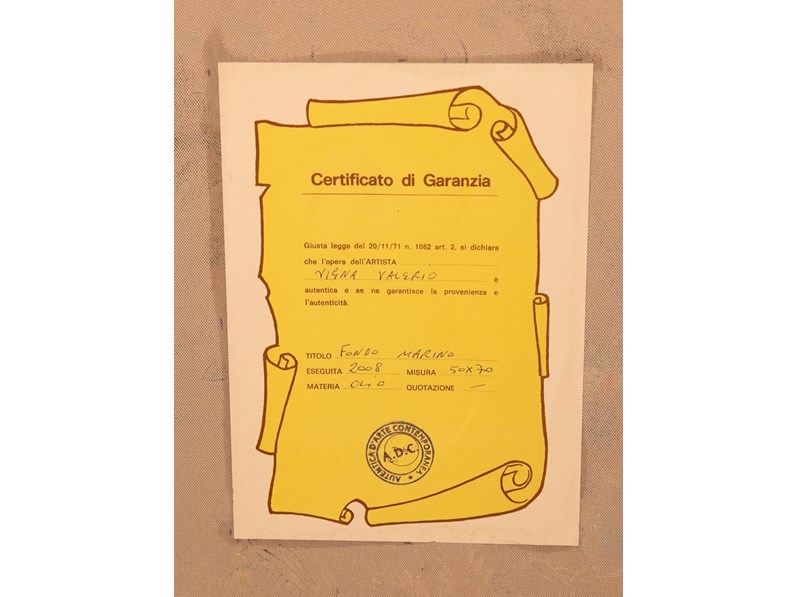 Certificato di Garanzia
Giusta legge del 20/11/71 n. 1062 art. 2, si dichiara
che l'opera dell'ARTISTA
VIGNA VALERIO è
autentica e se ne garantisce la provenienza e
l'autenticità.
TITOLO FONDO MARINO
ESEGUITA 2008 MISURA 50X70
MATERIA OLIO QUOTAZIONE —
AUTENTICA D'ARTE CONTEMPORANEA
A.D.C.